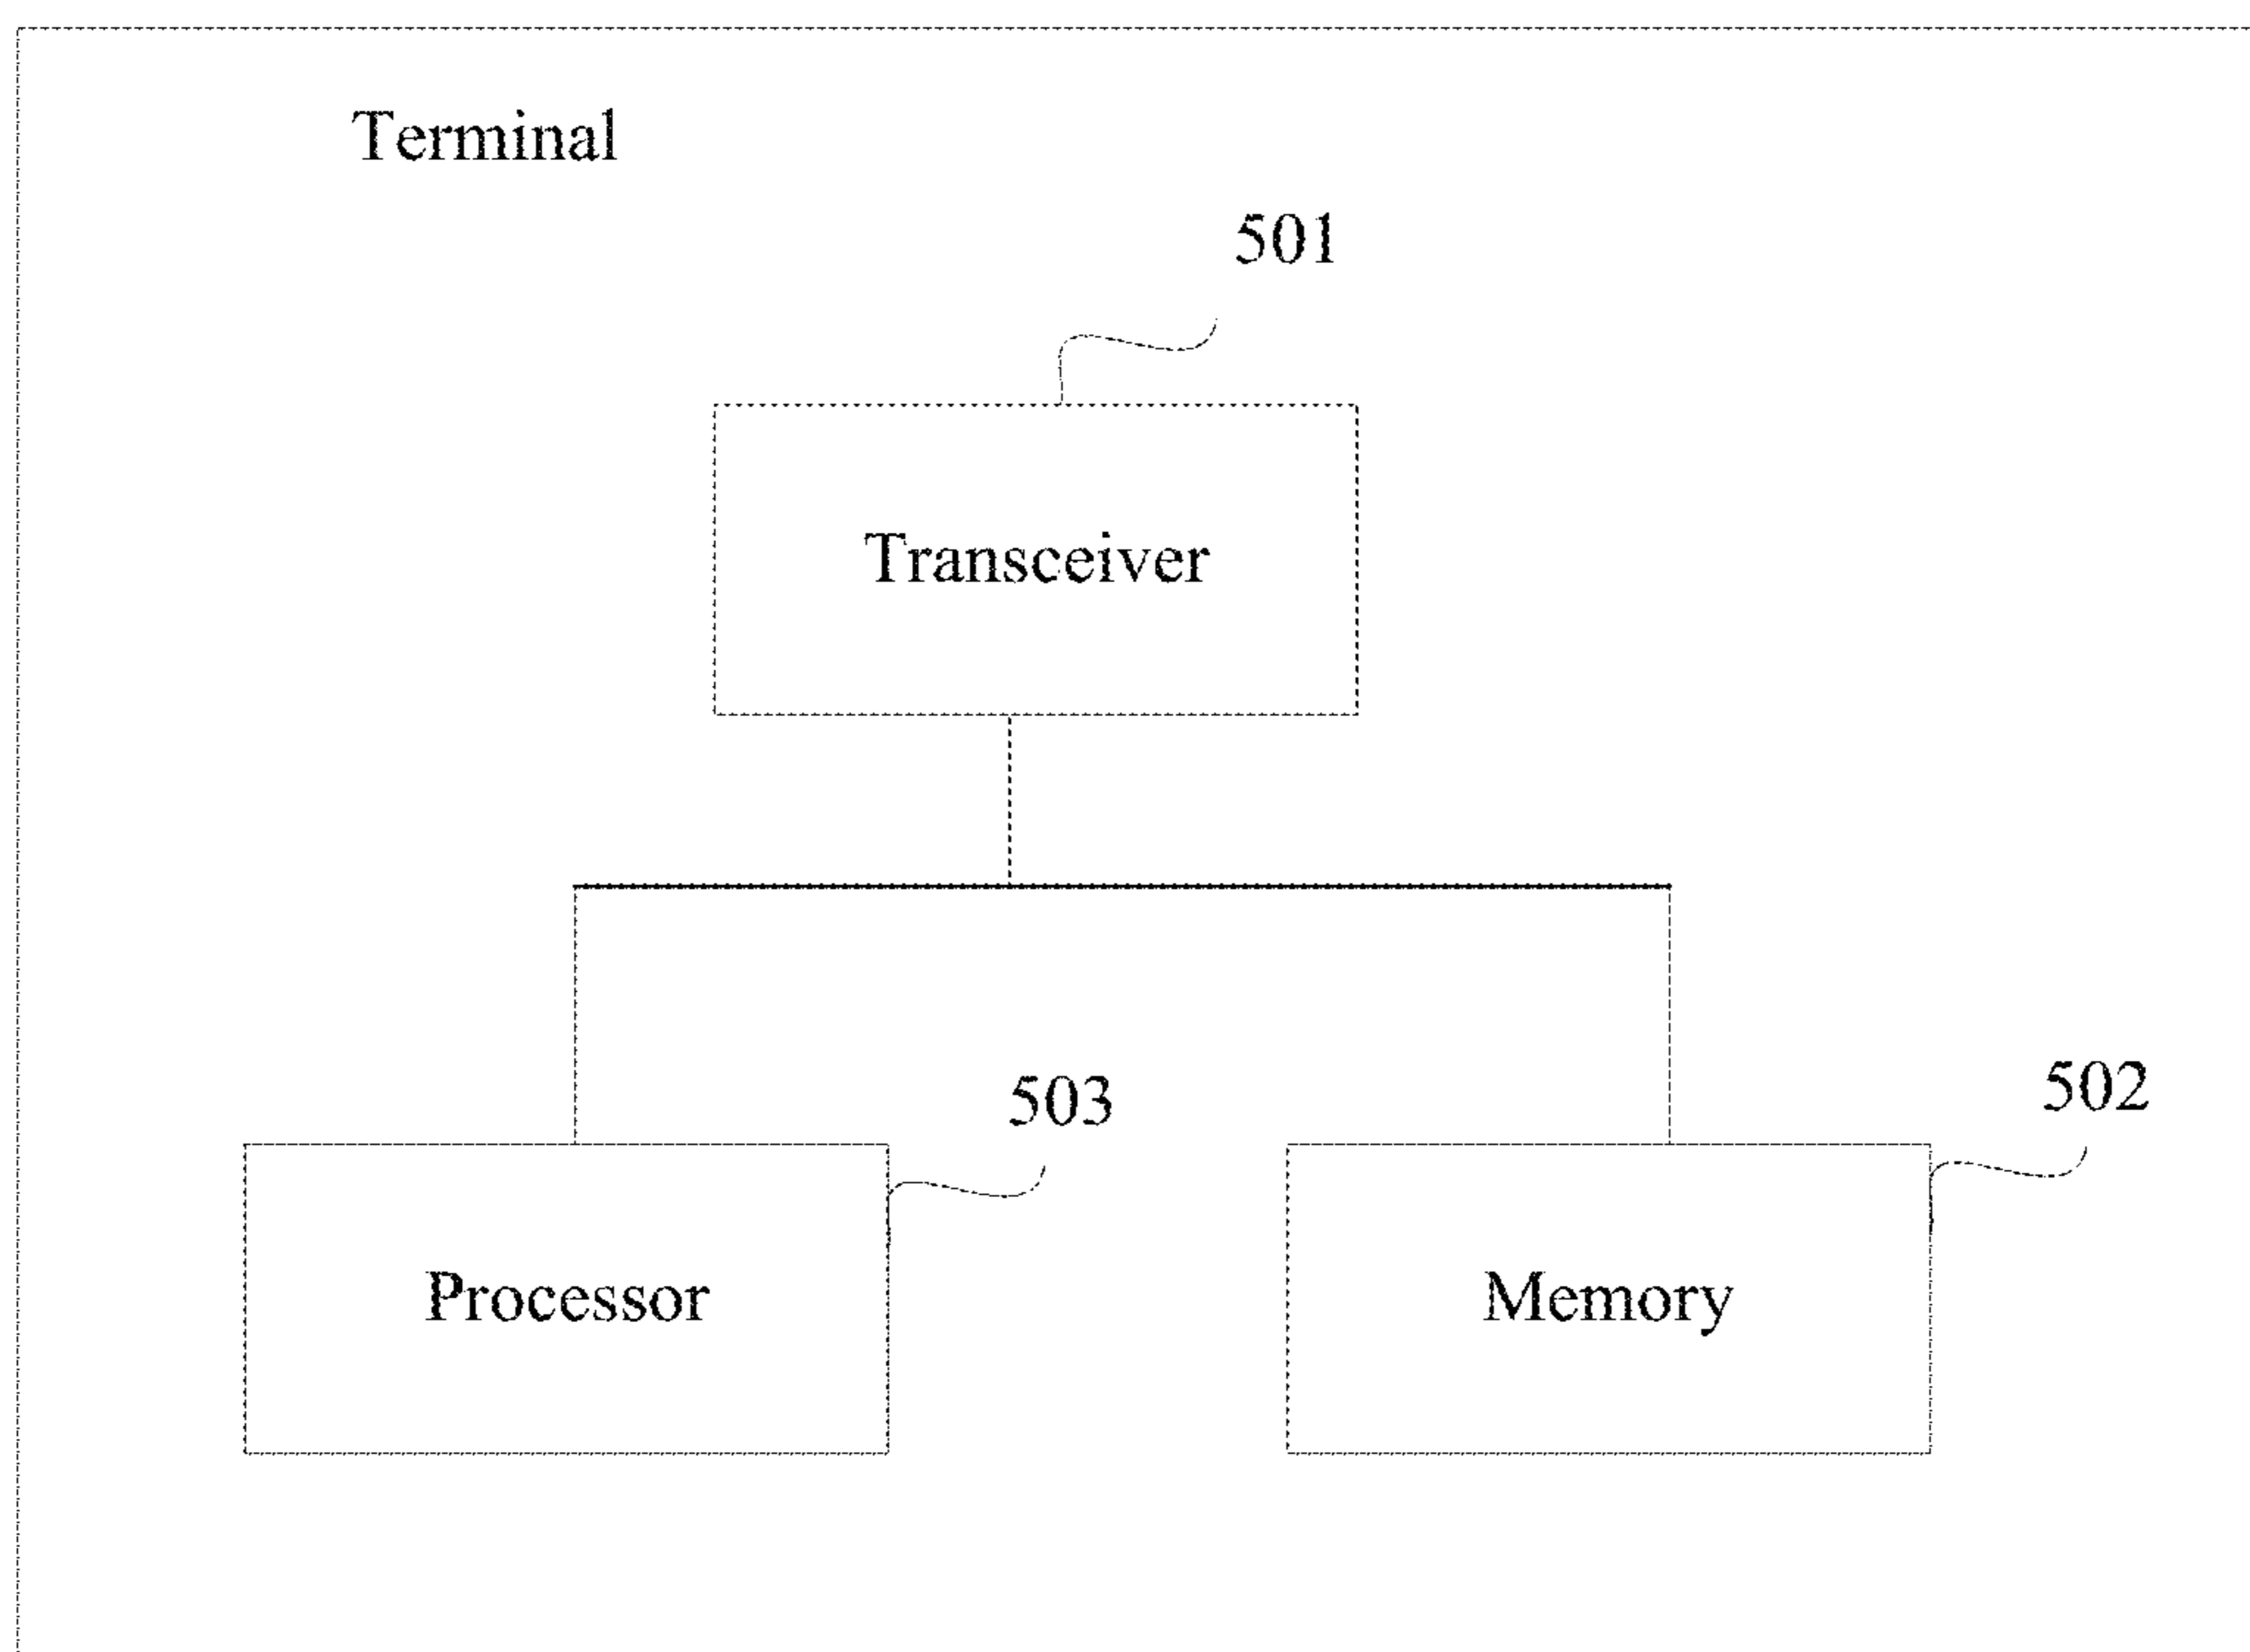 Terminal
501
Transceiver
503
502
Processor
Memory